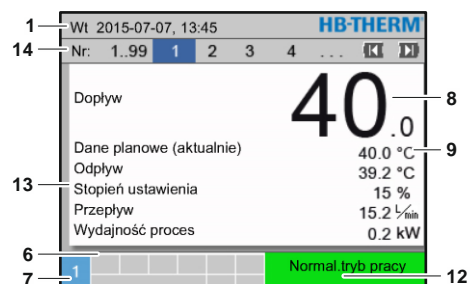 1 Wt 2015-07-07, 13:45 HB-THERM
14 Nr: 1..99 1 2 3 4 ...
Dopływ 40.0 8
Dane planowe (aktualnie) 40.0 °C 9
Odpływ 39.2 °C
13 Stopień ustawienia 15 %
Przepływ 15.2 L/min
Wydajność proces 0.2 kW
6
7 1 Normal.tryb pracy 12